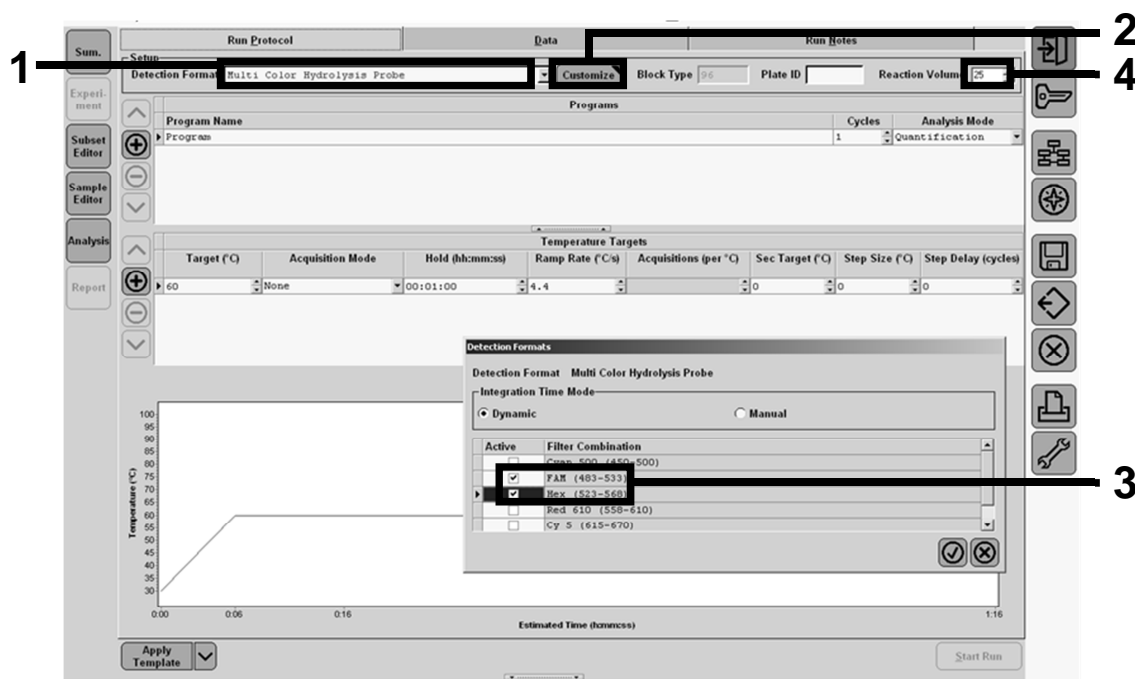 1
2
3
4
Sum.
Experi-
ment
Subset
Editor
Sample
Editor
Analysis
Report
Run Protocol
Data
Run Notes
Setup
Detection Format Multi Color Hydrolysis Probe Customize Block Type 96 Plate ID Reaction Volume 25
Programs
Program Name Cycles Analysis Mode
Program 1 Quantification
Temperature Targets
Target (°C) Acquisition Mode Hold (hh:mm:ss) Ramp Rate (°C/s) Acquisitions (per °C) Sec Target (°C) Step Size (°C) Step Delay (cycles)
60 None 00:01:00 4.4 0 0 0
Detection Formats
Detection Format Multi Color Hydrolysis Probe
Integration Time Mode
Dynamic Manual
Active Filter Combination
Cyan 500 (450-500)
FAM (483-533)
Hex (523-568)
Red 610 (558-610)
Cy 5 (615-670)
Temperature (°C)
100
95
90
85
80
75
70
65
60
55
50
45
40
35
30
0:00 0:06 0:16 1:16
Estimated Time (h:mm:ss)
Apply
Template
Start Run